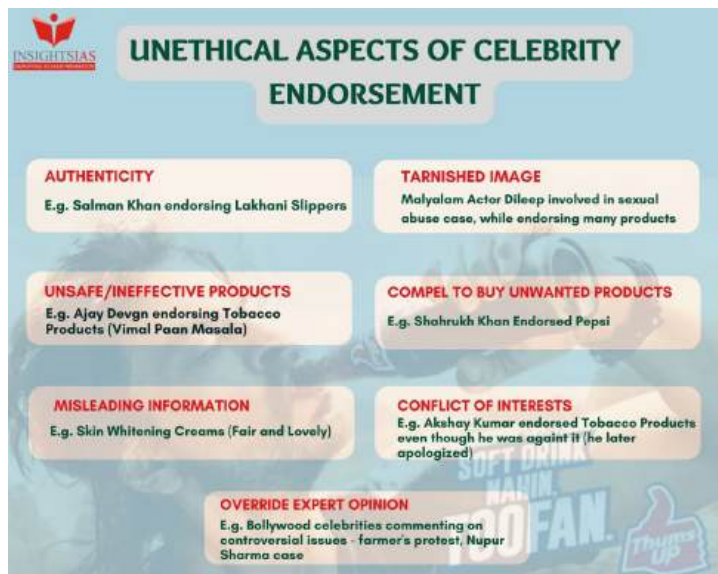 INSIGHTSIAS
UNETHICAL ASPECTS OF CELEBRITY
ENDORSEMENT
AUTHENTICITY
E.g. Salman Khan endorsing Lakhani Slippers
TARNISHED IMAGE
Malyalam Actor Dileep involved in sexual
abuse case, while endorsing many products
UNSAFE/INEFFECTIVE PRODUCTS
E.g. Ajay Devgn endorsing Tobacco
Products (Vimal Paan Masala)
COMPEL TO BUY UNWANTED PRODUCTS
E.g. Shahrukh Khan Endorsed Pepsi
MISLEADING INFORMATION
E.g. Skin Whitening Creams (Fair and Lovely)
CONFLICT OF INTERESTS
E.g. Akshay Kumar endorsed Tobacco Products
even though he was againt it (he later
apologized)
OVERRIDE EXPERT OPINION
E.g. Bollywood celebrities commenting on
controversial issues - farmer's protest, Nupur
Sharma case
SOFT DRINK
NAHIN,
TOOFAN.
Thums
Up